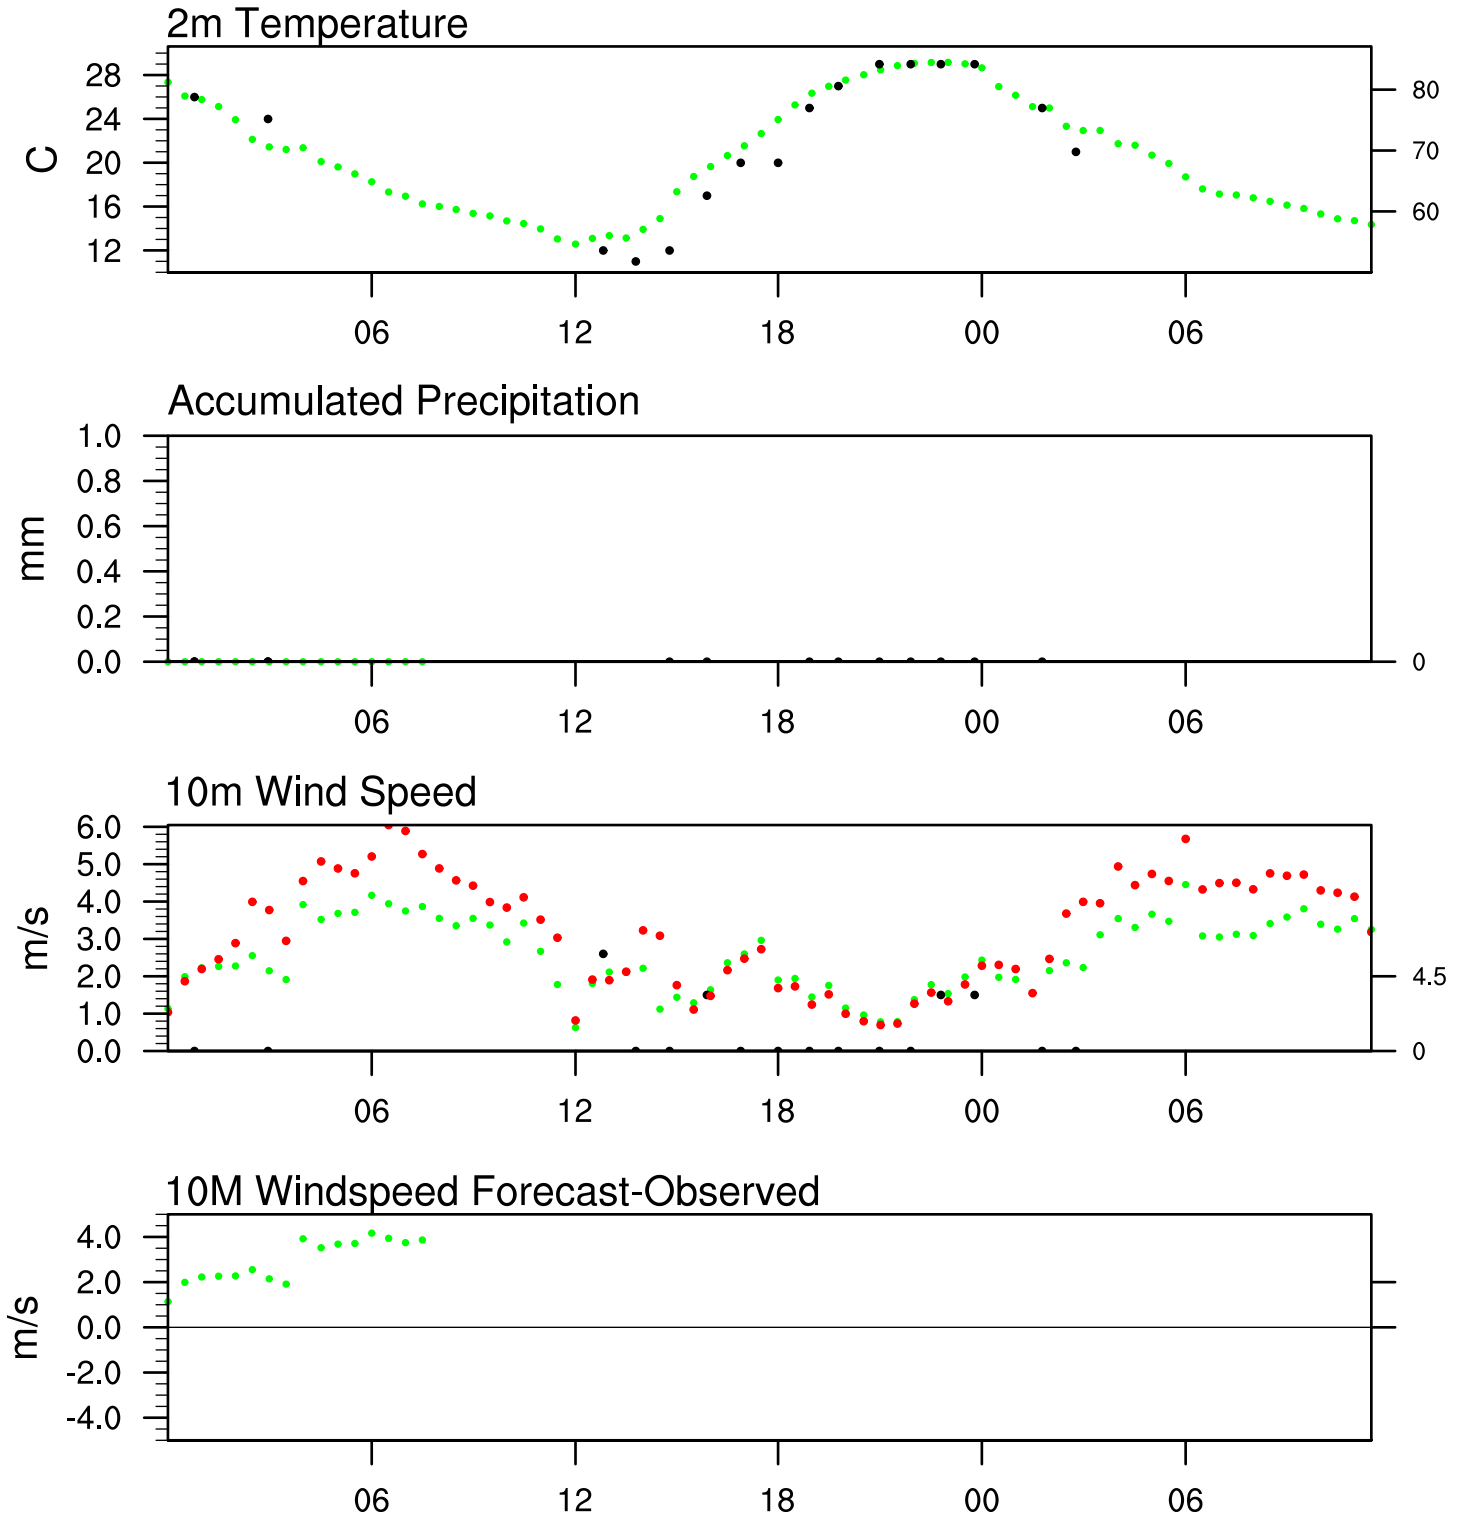 2m Temperature
28
24
20
16
12
C
80
70
60
06 12 18 00 06
Accumulated Precipitation
1.0
0.8
0.6
0.4
0.2
0.0
mm
0
06 12 18 00 06
10m Wind Speed
6.0
5.0
4.0
3.0
2.0
1.0
0.0
m/s
4.5
0
06 12 18 00 06
10M Windspeed Forecast-Observed
4.0
2.0
0.0
-2.0
-4.0
m/s
06 12 18 00 06